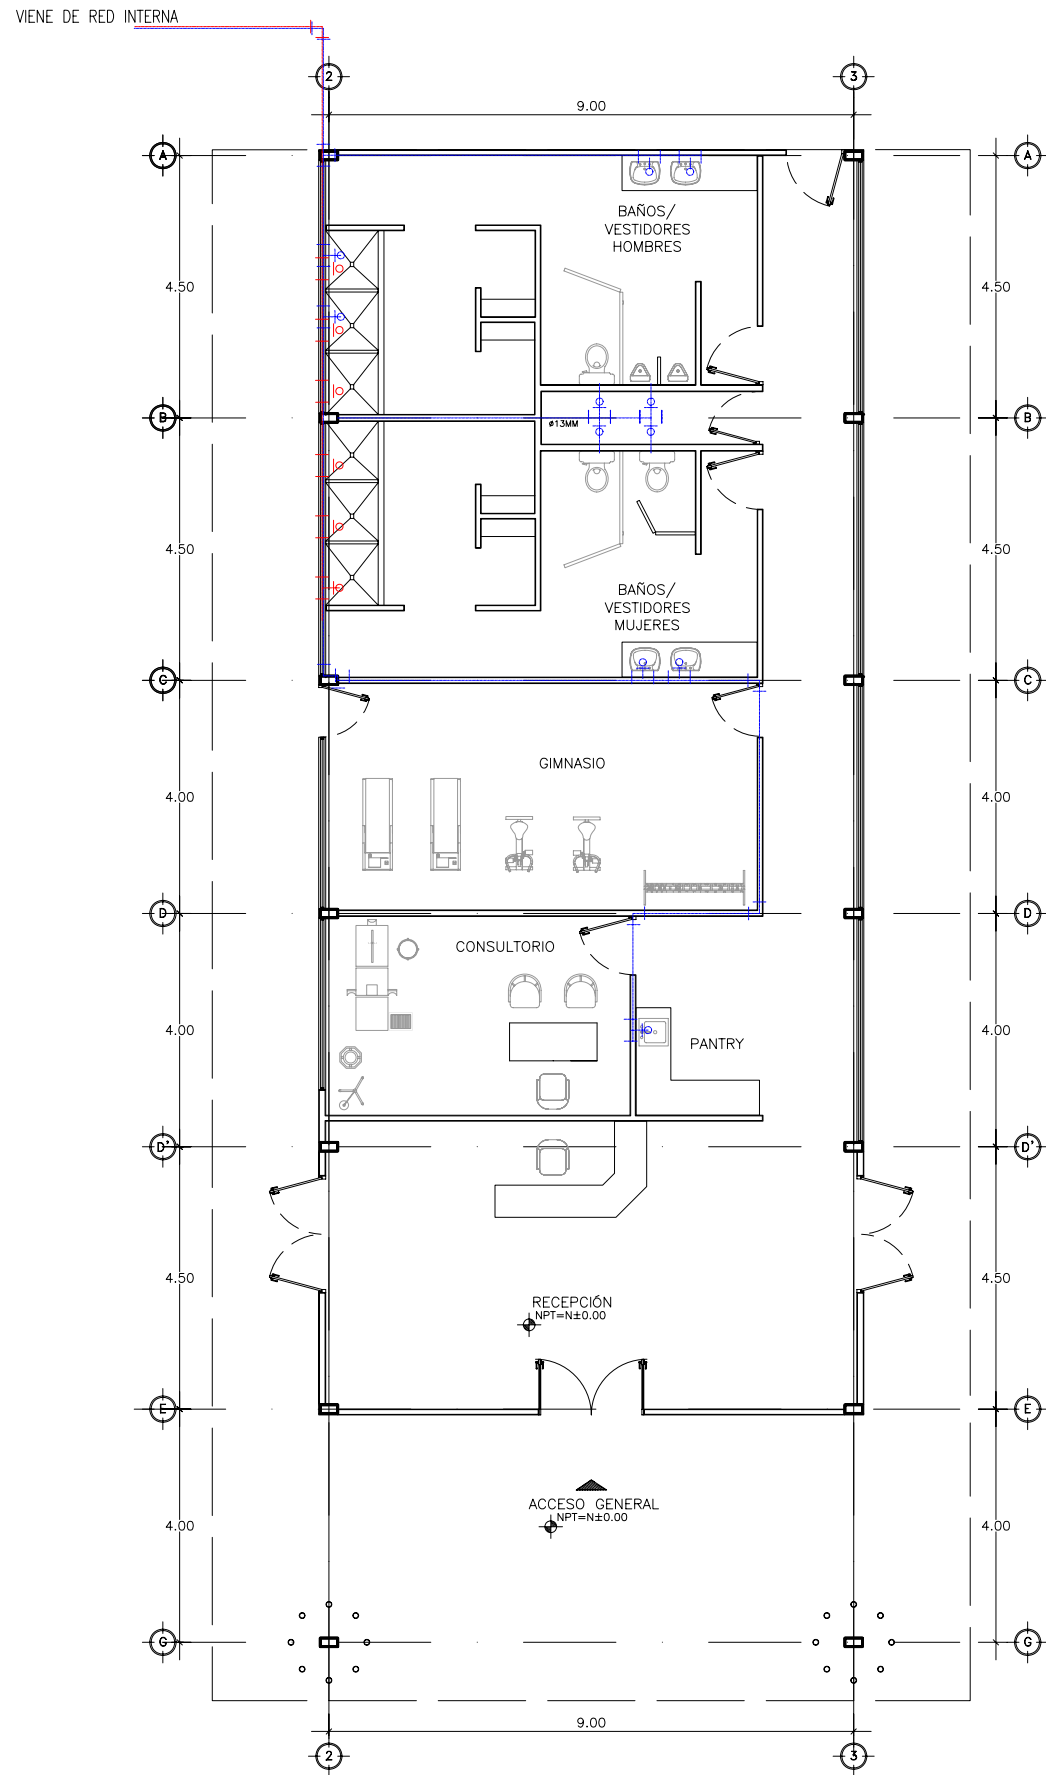 VIENE DE RED INTERNA
2
3
9.00
A
A
BAÑOS/
VESTIDORES
HOMBRES
4.50
4.50
B
B
ø13MM
4.50
4.50
BAÑOS/
VESTIDORES
MUJERES
C
C
GIMNASIO
4.00
4.00
D
D
CONSULTORIO
4.00
4.00
PANTRY
D'
D'
4.50
4.50
RECEPCIÓN
NPT=N±0.00
E
E
ACCESO GENERAL
NPT=N±0.00
4.00
4.00
G
G
9.00
2
3